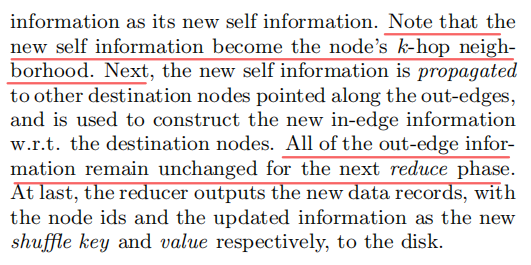 information as its new self information. Note that the
new self information become the node's k-hop neigh-
borhood. Next, the new self information is propagated
to other destination nodes pointed along the out-edges,
and is used to construct the new in-edge information
w.r.t. the destination nodes. All of the out-edge infor-
mation remain unchanged for the next reduce phase.
At last, the reducer outputs the new data records, with
the node ids and the updated information as the new
shuffle key and value respectively, to the disk.